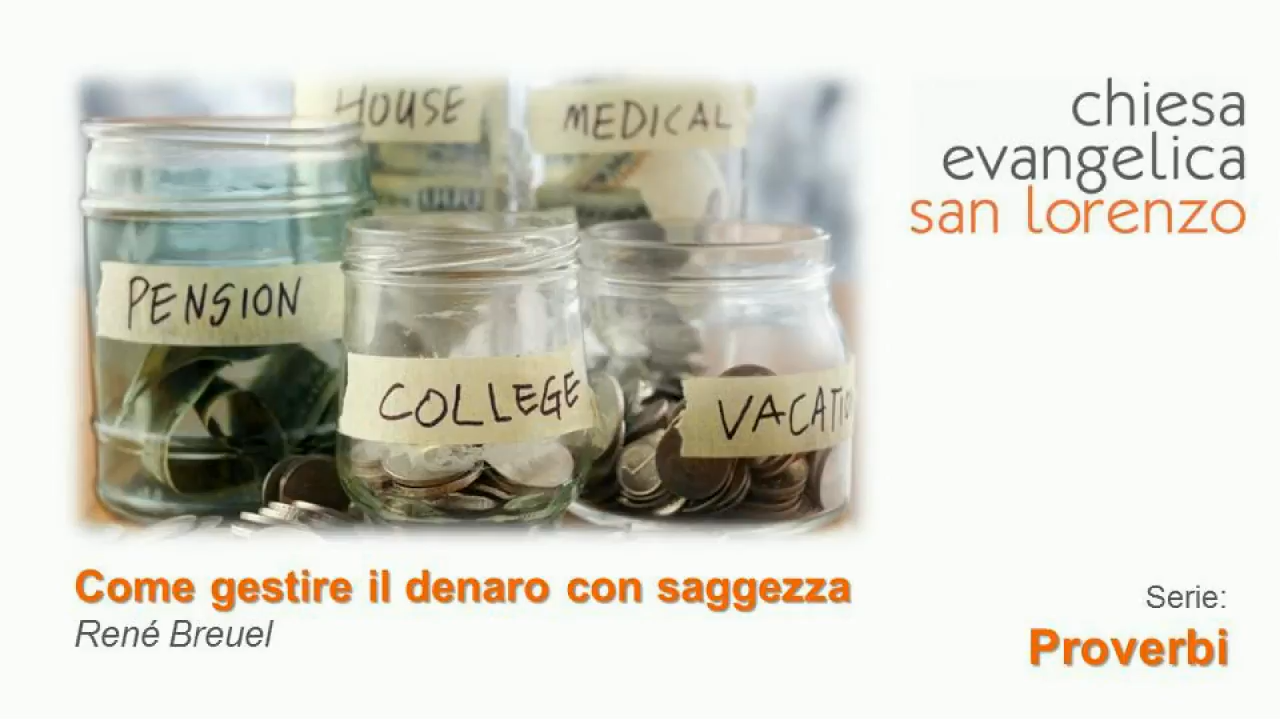 HOUSE
MEDICAL
PENSION
COLLEGE
VACATIO
chiesa
evangelica
san lorenzo
Come gestire il denaro con saggezza
René Breuel
Serie:
Proverbi